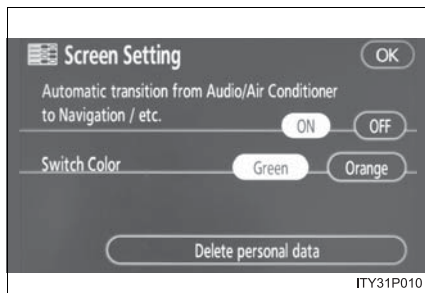 Screen Setting OK
Automatic transition from Audio/Air Conditioner
to Navigation / etc. ON OFF
Switch Color Green Orange
Delete personal data
ITY31P010